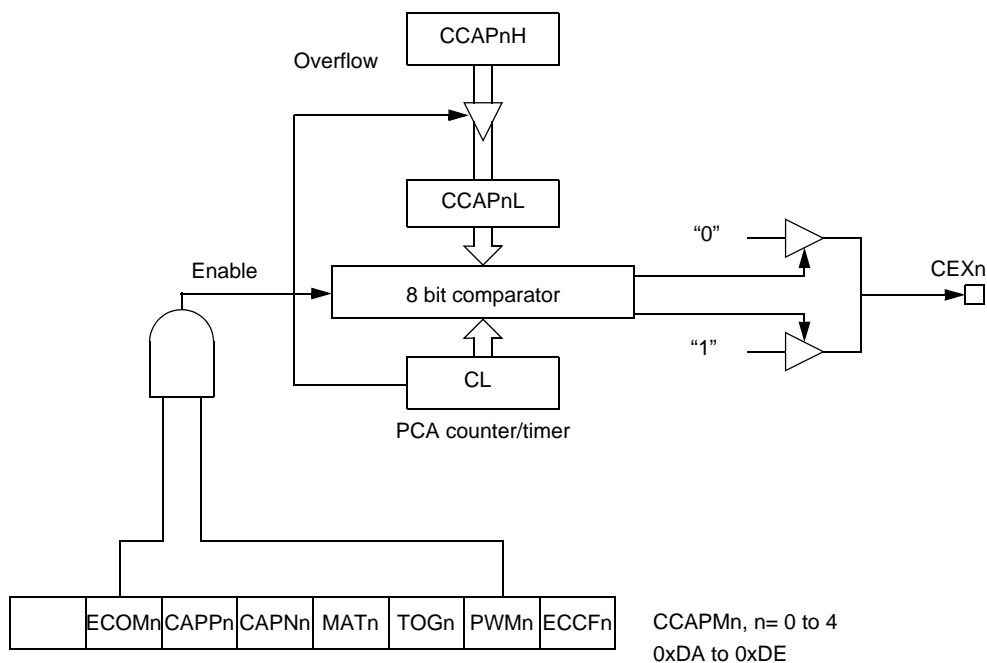 CCAPnH
Overflow
CCAPnL
“0”
Enable
CEXn
8 bit comparator
“1”
CL
PCA counter/timer
ECOMn CAPPn CAPNn MATn TOGn PWMn ECCFn
CCAPMn, n= 0 to 4
0xDA to 0xDE